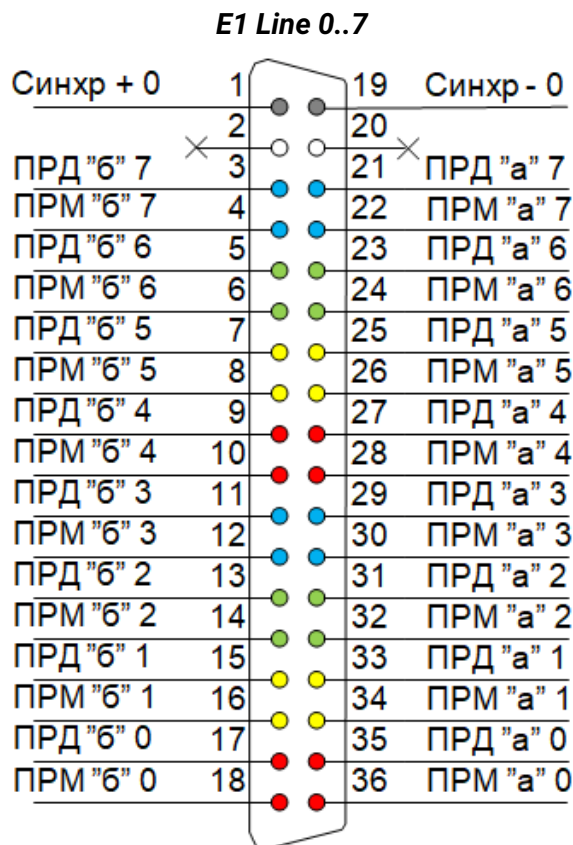 E1 Line 0..7
Синхр + 0 1 19 Синхр - 0
2 20
ПРД ”б” 7 3 21 ПРД ”а” 7
ПРМ ”б” 7 4 22 ПРМ ”а” 7
ПРД ”б” 6 5 23 ПРД ”а” 6
ПРМ ”б” 6 6 24 ПРМ ”а” 6
ПРД ”б” 5 7 25 ПРД ”а” 5
ПРМ ”б” 5 8 26 ПРМ ”а” 5
ПРД ”б” 4 9 27 ПРД ”а” 4
ПРМ ”б” 4 10 28 ПРМ ”а” 4
ПРД ”б” 3 11 29 ПРД ”а” 3
ПРМ ”б” 3 12 30 ПРМ ”а” 3
ПРД ”б” 2 13 31 ПРД ”а” 2
ПРМ ”б” 2 14 32 ПРМ ”а” 2
ПРД ”б” 1 15 33 ПРД ”а” 1
ПРМ ”б” 1 16 34 ПРМ ”а” 1
ПРД ”б” 0 17 35 ПРД ”а” 0
ПРМ ”б” 0 18 36 ПРМ ”а” 0